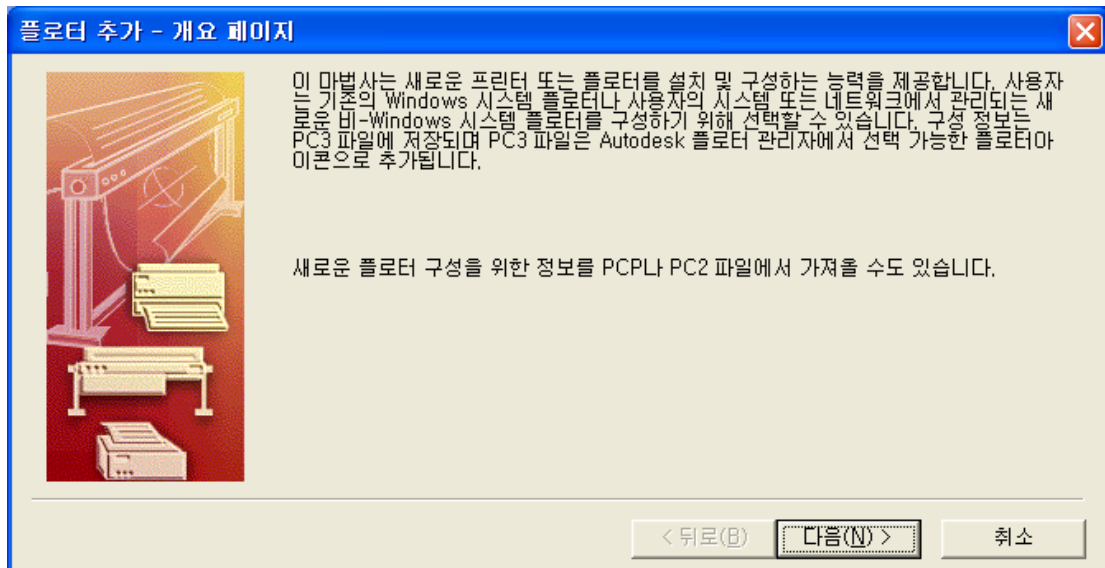 플로터 추가 - 개요 페이지
이 마법사는 새로운 프린터 또는 플로터를 설치 및 구성하는 능력을 제공합니다. 사용자
는 기존의 Windows 시스템 플로터나 사용자의 시스템 또는 네트워크에서 관리되는 새
로운 비-Windows 시스템 플로터를 구성하기 위해 선택할 수 있습니다. 구성 정보는
PC3 파일에 저장되며 PC3 파일은 Autodesk 플로터 관리자에서 선택 가능한 플로터아
이콘으로 추가됩니다.
새로운 플로터 구성을 위한 정보를 PCP나 PC2 파일에서 가져올 수도 있습니다.
< 뒤로(B) 다음(N) > 취소